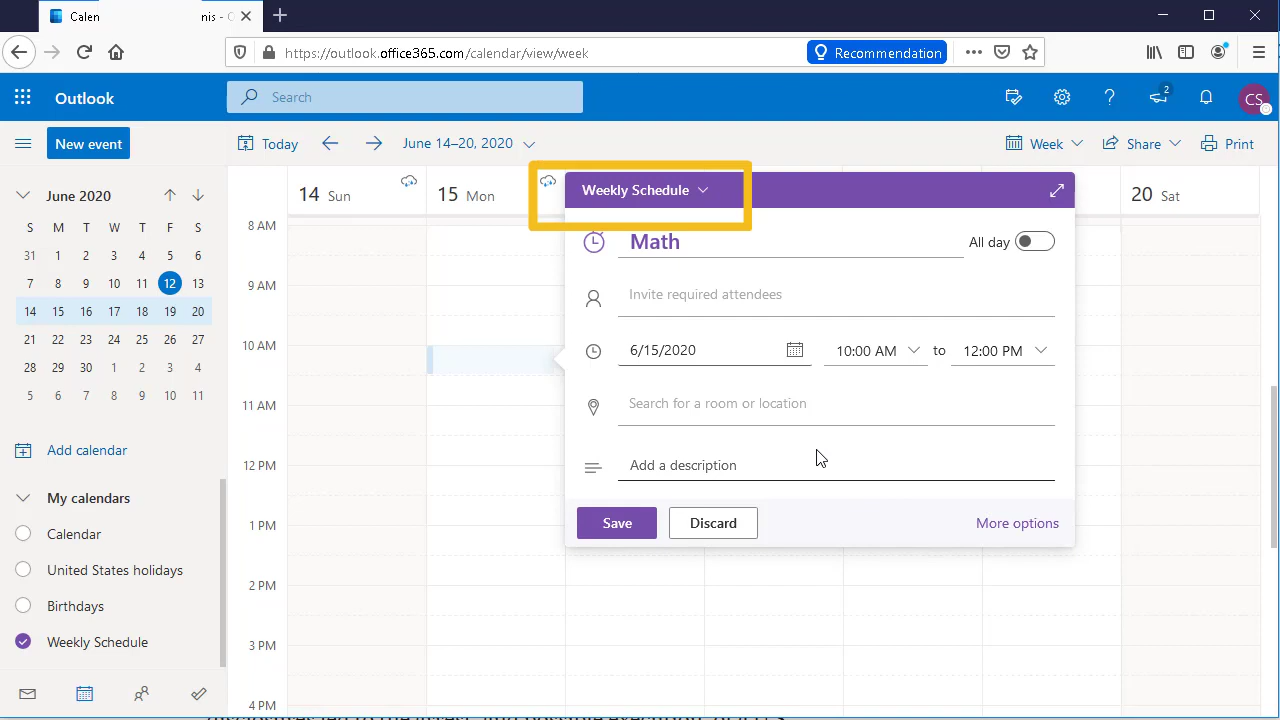 Calen nis - O
https://outlook.office365.com/calendar/view/week
Recommendation
Outlook
Search
2
CS
New event
Today
June 14–20, 2020
Week
Share
Print
June 2020
S M T W T F S
31 1 2 3 4 5 6
7 8 9 10 11 12 13
14 15 16 17 18 19 20
21 22 23 24 25 26 27
28 29 30 1 2 3 4
5 6 7 8 9 10 11
Add calendar
My calendars
Calendar
United States holidays
Birthdays
Weekly Schedule
14 Sun
15 Mon
20 Sat
8 AM
9 AM
10 AM
11 AM
12 PM
1 PM
2 PM
3 PM
4 PM
Weekly Schedule
Math
All day
Invite required attendees
6/15/2020
10:00 AM to 12:00 PM
Search for a room or location
Add a description
Save
Discard
More options